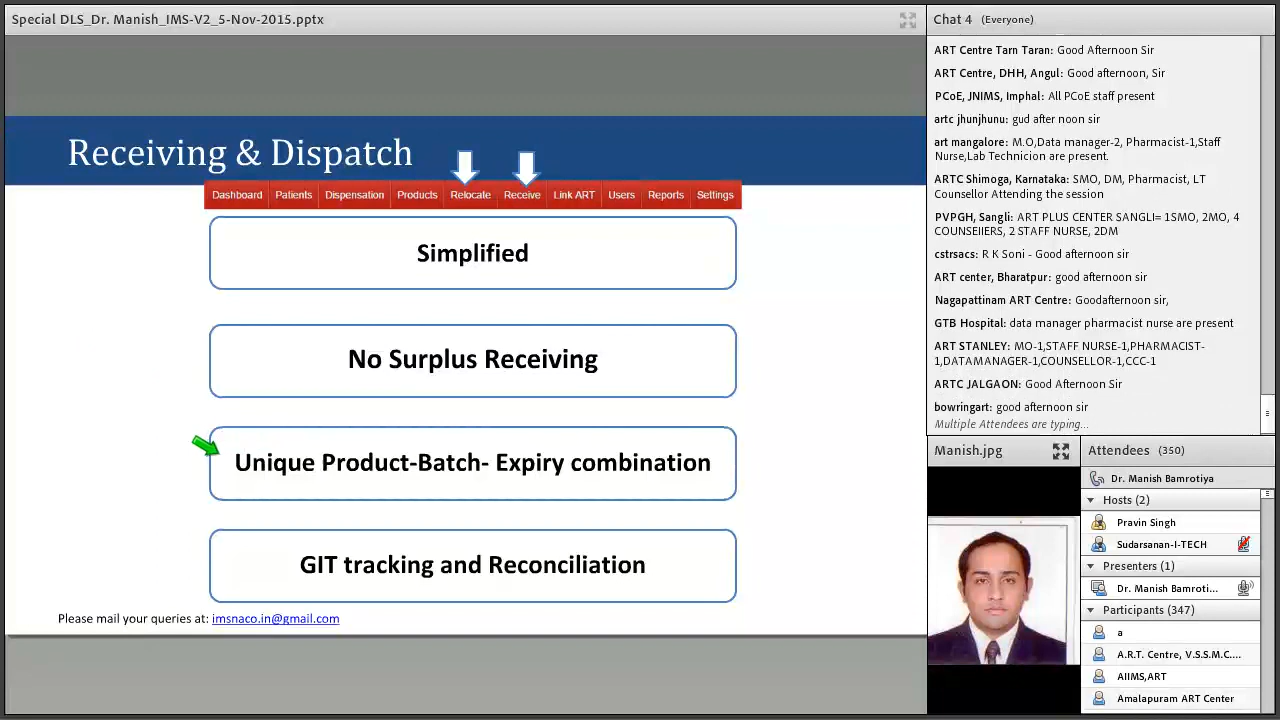 Special DLS_Dr. Manish_IMS-V2_5-Nov-2015.pptx
Receiving & Dispatch
Dashboard Patients Dispensation Products Relocate Receive Link ART Users Reports Settings
Simplified
No Surplus Receiving
Unique Product-Batch- Expiry combination
GIT tracking and Reconciliation
Please mail your queries at: imsnaco.in@gmail.com
Chat 4 (Everyone)
ART Centre Tarn Taran: Good Afternoon Sir
ART Centre, DHH, Angul: Good afternoon, Sir
PCoE, JNIMS, Imphal: All PCoE staff present
artc jhunjhunu: gud after noon sir
art mangalore: M.O,Data manager-2, Pharmacist-1,Staff
Nurse,Lab Technicion are present.
ARTC Shimoga, Karnataka: SMO, DM, Pharmacist, LT
Counsellor Attending the session
PVPGH, Sangli: ART PLUS CENTER SANGLI= 1SMO, 2MO, 4
COUNSEIIERS, 2 STAFF NURSE, 2DM
cstrsacs: R K Soni - Good afternoon sir
ART center, Bharatpur: good afternoon sir
Nagapattinam ART Centre: Goodafternoon sir,
GTB Hospital: data manager pharmacist nurse are present
ART STANLEY: MO-1,STAFF NURSE-1,PHARMACIST-
1,DATAMANAGER-1,COUNSELLOR-1,CCC-1
ARTC JALGAON: Good Afternoon Sir
bowringart: good afternoon sir
Multiple Attendees are typing...
Manish.jpg
Attendees (350)
Dr. Manish Bamrotiya
Hosts (2)
Pravin Singh
Sudarsanan-I-TECH
Presenters (1)
Dr. Manish Bamroti...
Participants (347)
a
A.R.T. Centre, V.S.S.M.C....
AIIMS,ART
Amalapuram ART Center